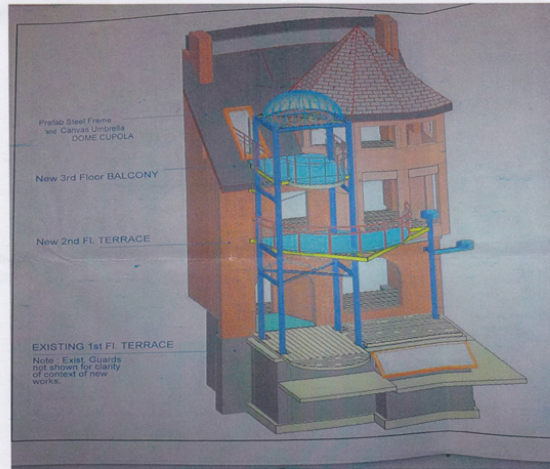 Prefab Steel Frame
w/ Canvas Umbrella
DOME CUPOLA
New 3rd Floor BALCONY
New 2nd Fl. TERRACE
EXISTING 1st Fl. TERRACE
Note : Exist. Guards
not shown for clarity
of context of new
works.